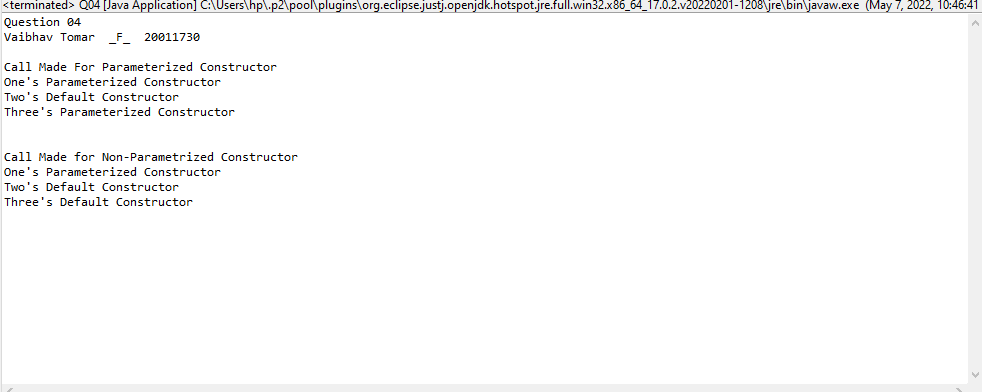 <terminated> Q04 [Java Application] C:\Users\hp\.p2\pool\plugins\org.eclipse.justj.openjdk.hotspot.jre.full.win32.x86_64_17.0.2.v20220201-1208\jre\bin\javaw.exe (May 7, 2022, 10:46:41
Question 04
Vaibhav Tomar  _F_  20011730
Call Made For Parameterized Constructor
One's Parameterized Constructor
Two's Default Constructor
Three's Parameterized Constructor
Call Made for Non-Parametrized Constructor
One's Parameterized Constructor
Two's Default Constructor
Three's Default Constructor